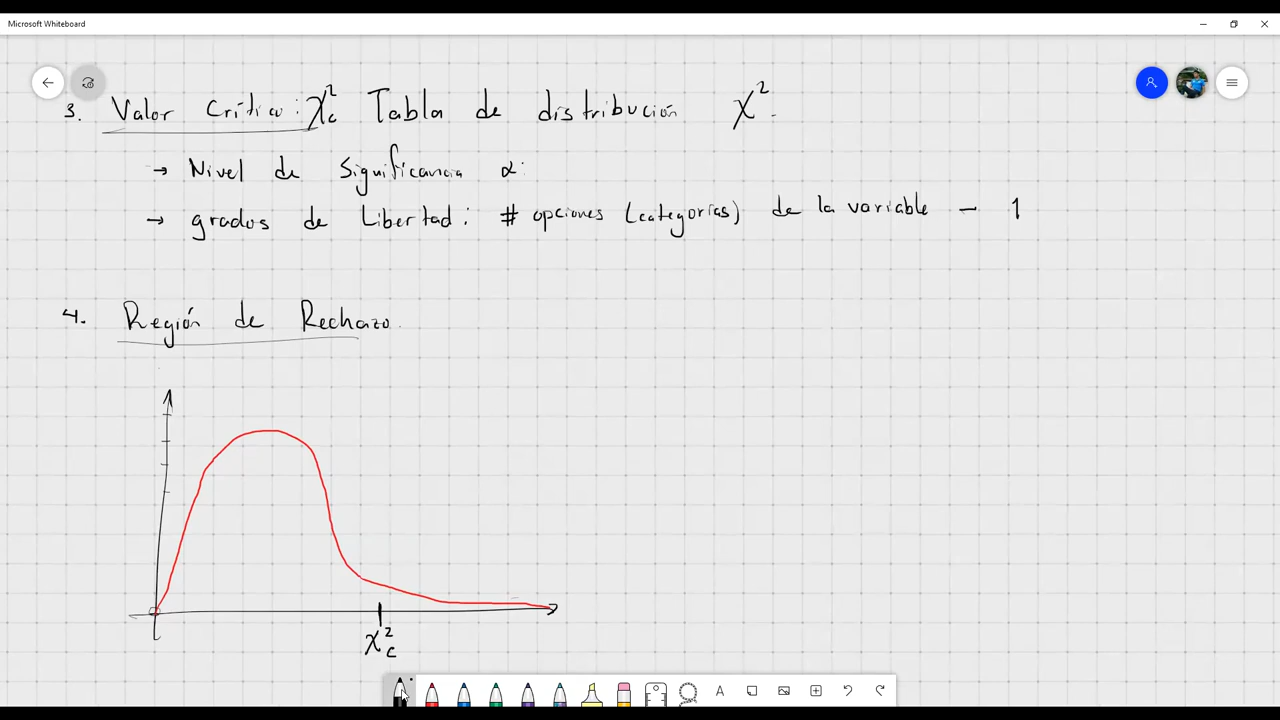 Microsoft Whiteboard
3. Valor Crítico: χ²c Tabla de distribución χ².
→ Nivel de Significancia α:
→ grados de Libertad: # opciones (categorías) de la variable - 1
4. Región de Rechazo.
χ²c
A